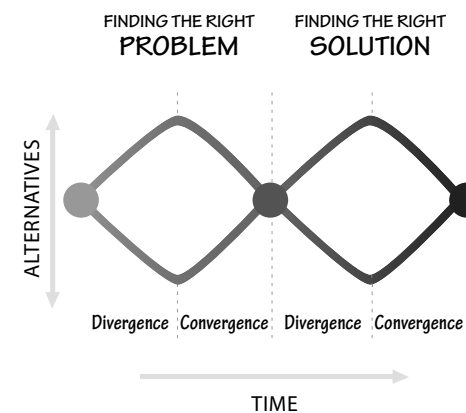 FINDING THE RIGHT
PROBLEM
FINDING THE RIGHT
SOLUTION
ALTERNATIVES
Divergence
Convergence
Divergence
Convergence
TIME